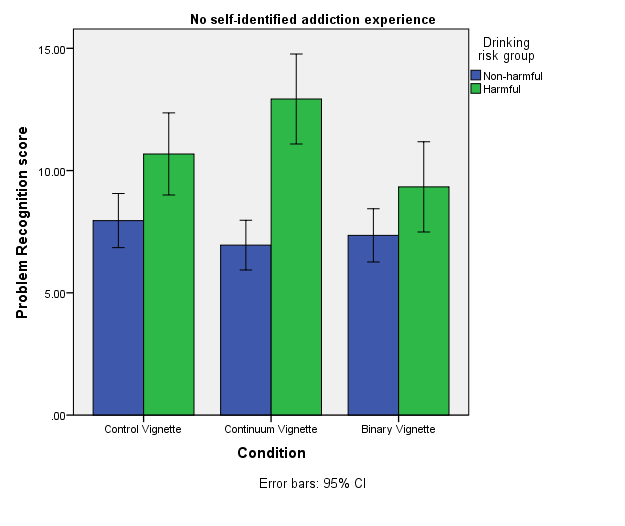 No self-identified addiction experience
Drinking
risk group
Non-harmful
Harmful
15.00
10.00
5.00
.00
Problem Recognition score
Control Vignette
Continuum Vignette
Binary Vignette
Condition
Error bars: 95% CI